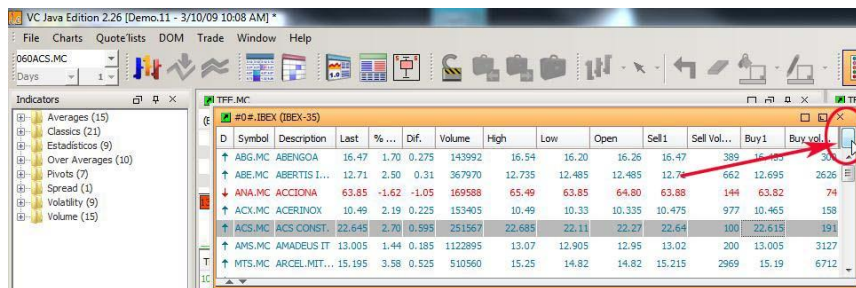 VC Java Edition 2.26 [Demo.11 - 3/10/09 10:08 AM] *
File Charts Quote'lists DOM Trade Window Help
060ACS.MC
Days 1
1.0
Indicators
Averages (15)
Classics (21)
Estadísticos (9)
Over Averages (10)
Pivots (7)
Spread (1)
Volatility (9)
Volume (15)
TEF.MC
#0#.IBEX (IBEX-35)
D Symbol Description Last % ... Dif. Volume High Low Open Sell1 Sell Vol... Buy1 Buy vol...
ABG.MC ABENGOA 16.47 1.70 0.275 143992 16.54 16.20 16.26 16.47 389 16.455
ABE.MC ABERTIS I... 12.71 2.50 0.31 367970 12.735 12.485 12.485 12.71 662 12.695 2626
ANA.MC ACCIONA 63.85 -1.62 -1.05 169588 65.49 63.85 64.80 63.88 144 63.82 74
ACX.MC ACERINOX 10.49 2.19 0.225 153405 10.49 10.33 10.335 10.475 977 10.465 158
ACS.MC ACS CONST. 22.645 2.70 0.595 251567 22.685 22.11 22.27 22.64 100 22.615 191
AMS.MC AMADEUS IT 13.005 1.44 0.185 1122895 13.07 12.905 12.95 13.02 200 13.005 3127
MTS.MC ARCEL.MIT... 15.195 3.58 0.525 510560 15.25 14.82 14.82 15.215 2969 15.19 6712